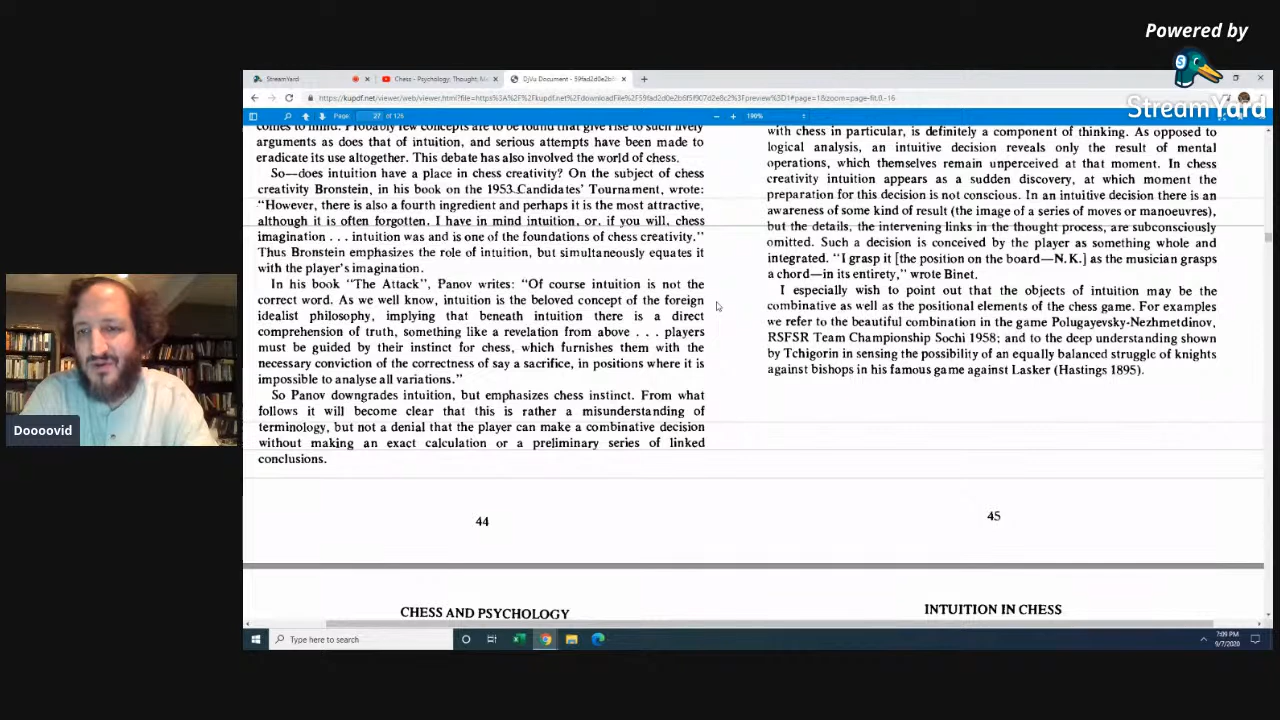 Powered by
StreamYard
StreamYard
Chess - Psychology, Thought, M
DjVu Document - 59fad2d0e2b
Page:
27
of 126
190%
comes to mind. Probably few concepts are to be found that give rise to such lively
arguments as does that of intuition, and serious attempts have been made to
eradicate its use altogether. This debate has also involved the world of chess.
So—does intuition have a place in chess creativity? On the subject of chess
creativity Bronstein, in his book on the 1953 Candidates' Tournament, wrote:
"However, there is also a fourth ingredient and perhaps it is the most attractive,
although it is often forgotten. I have in mind intuition, or, if you will, chess
imagination . . . intuition was and is one of the foundations of chess creativity."
Thus Bronstein emphasizes the role of intuition, but simultaneously equates it
with the player's imagination.
In his book "The Attack", Panov writes: "Of course intuition is not the
correct word. As we well know, intuition is the beloved concept of the foreign
idealist philosophy, implying that beneath intuition there is a direct
comprehension of truth, something like a revelation from above . . . players
must be guided by their instinct for chess, which furnishes them with the
necessary conviction of the correctness of say a sacrifice, in positions where it is
impossible to analyse all variations."
So Panov downgrades intuition, but emphasizes chess instinct. From what
follows it will become clear that this is rather a misunderstanding of
terminology, but not a denial that the player can make a combinative decision
without making an exact calculation or a preliminary series of linked
conclusions.
44
with chess in particular, is definitely a component of thinking. As opposed to
logical analysis, an intuitive decision reveals only the result of mental
operations, which themselves remain unperceived at that moment. In chess
creativity intuition appears as a sudden discovery, at which moment the
preparation for this decision is not conscious. In an intuitive decision there is an
awareness of some kind of result (the image of a series of moves or manoeuvres),
but the details, the intervening links in the thought process, are subconsciously
omitted. Such a decision is conceived by the player as something whole and
integrated. "I grasp it [the position on the board—N.K.] as the musician grasps
a chord—in its entirety," wrote Binet.
I especially wish to point out that the objects of intuition may be the
combinative as well as the positional elements of the chess game. For examples
we refer to the beautiful combination in the game Polugayevsky-Nezhmetdinov,
RSFSR Team Championship Sochi 1958; and to the deep understanding shown
by Tchigorin in sensing the possibility of an equally balanced struggle of knights
against bishops in his famous game against Lasker (Hastings 1895).
45
CHESS AND PSYCHOLOGY
INTUITION IN CHESS
Doooovid
Type here to search
7:09 PM
9/7/2020